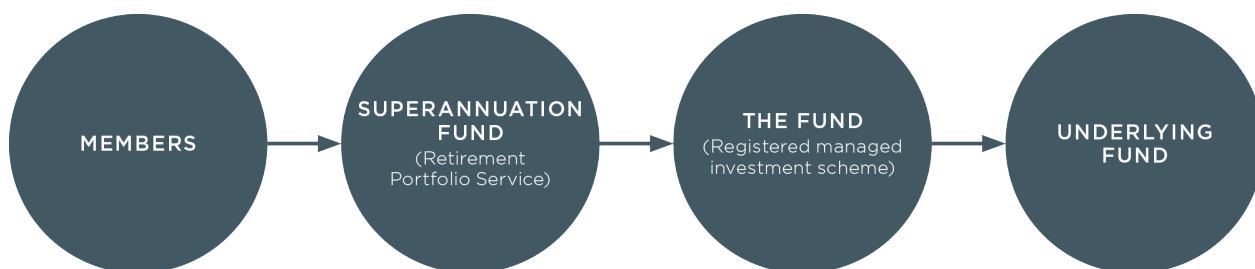 MEMBERS
SUPERANNUATION
FUND
(Retirement
Portfolio Service)
THE FUND
(Registered managed
investment scheme)
UNDERLYING
FUND